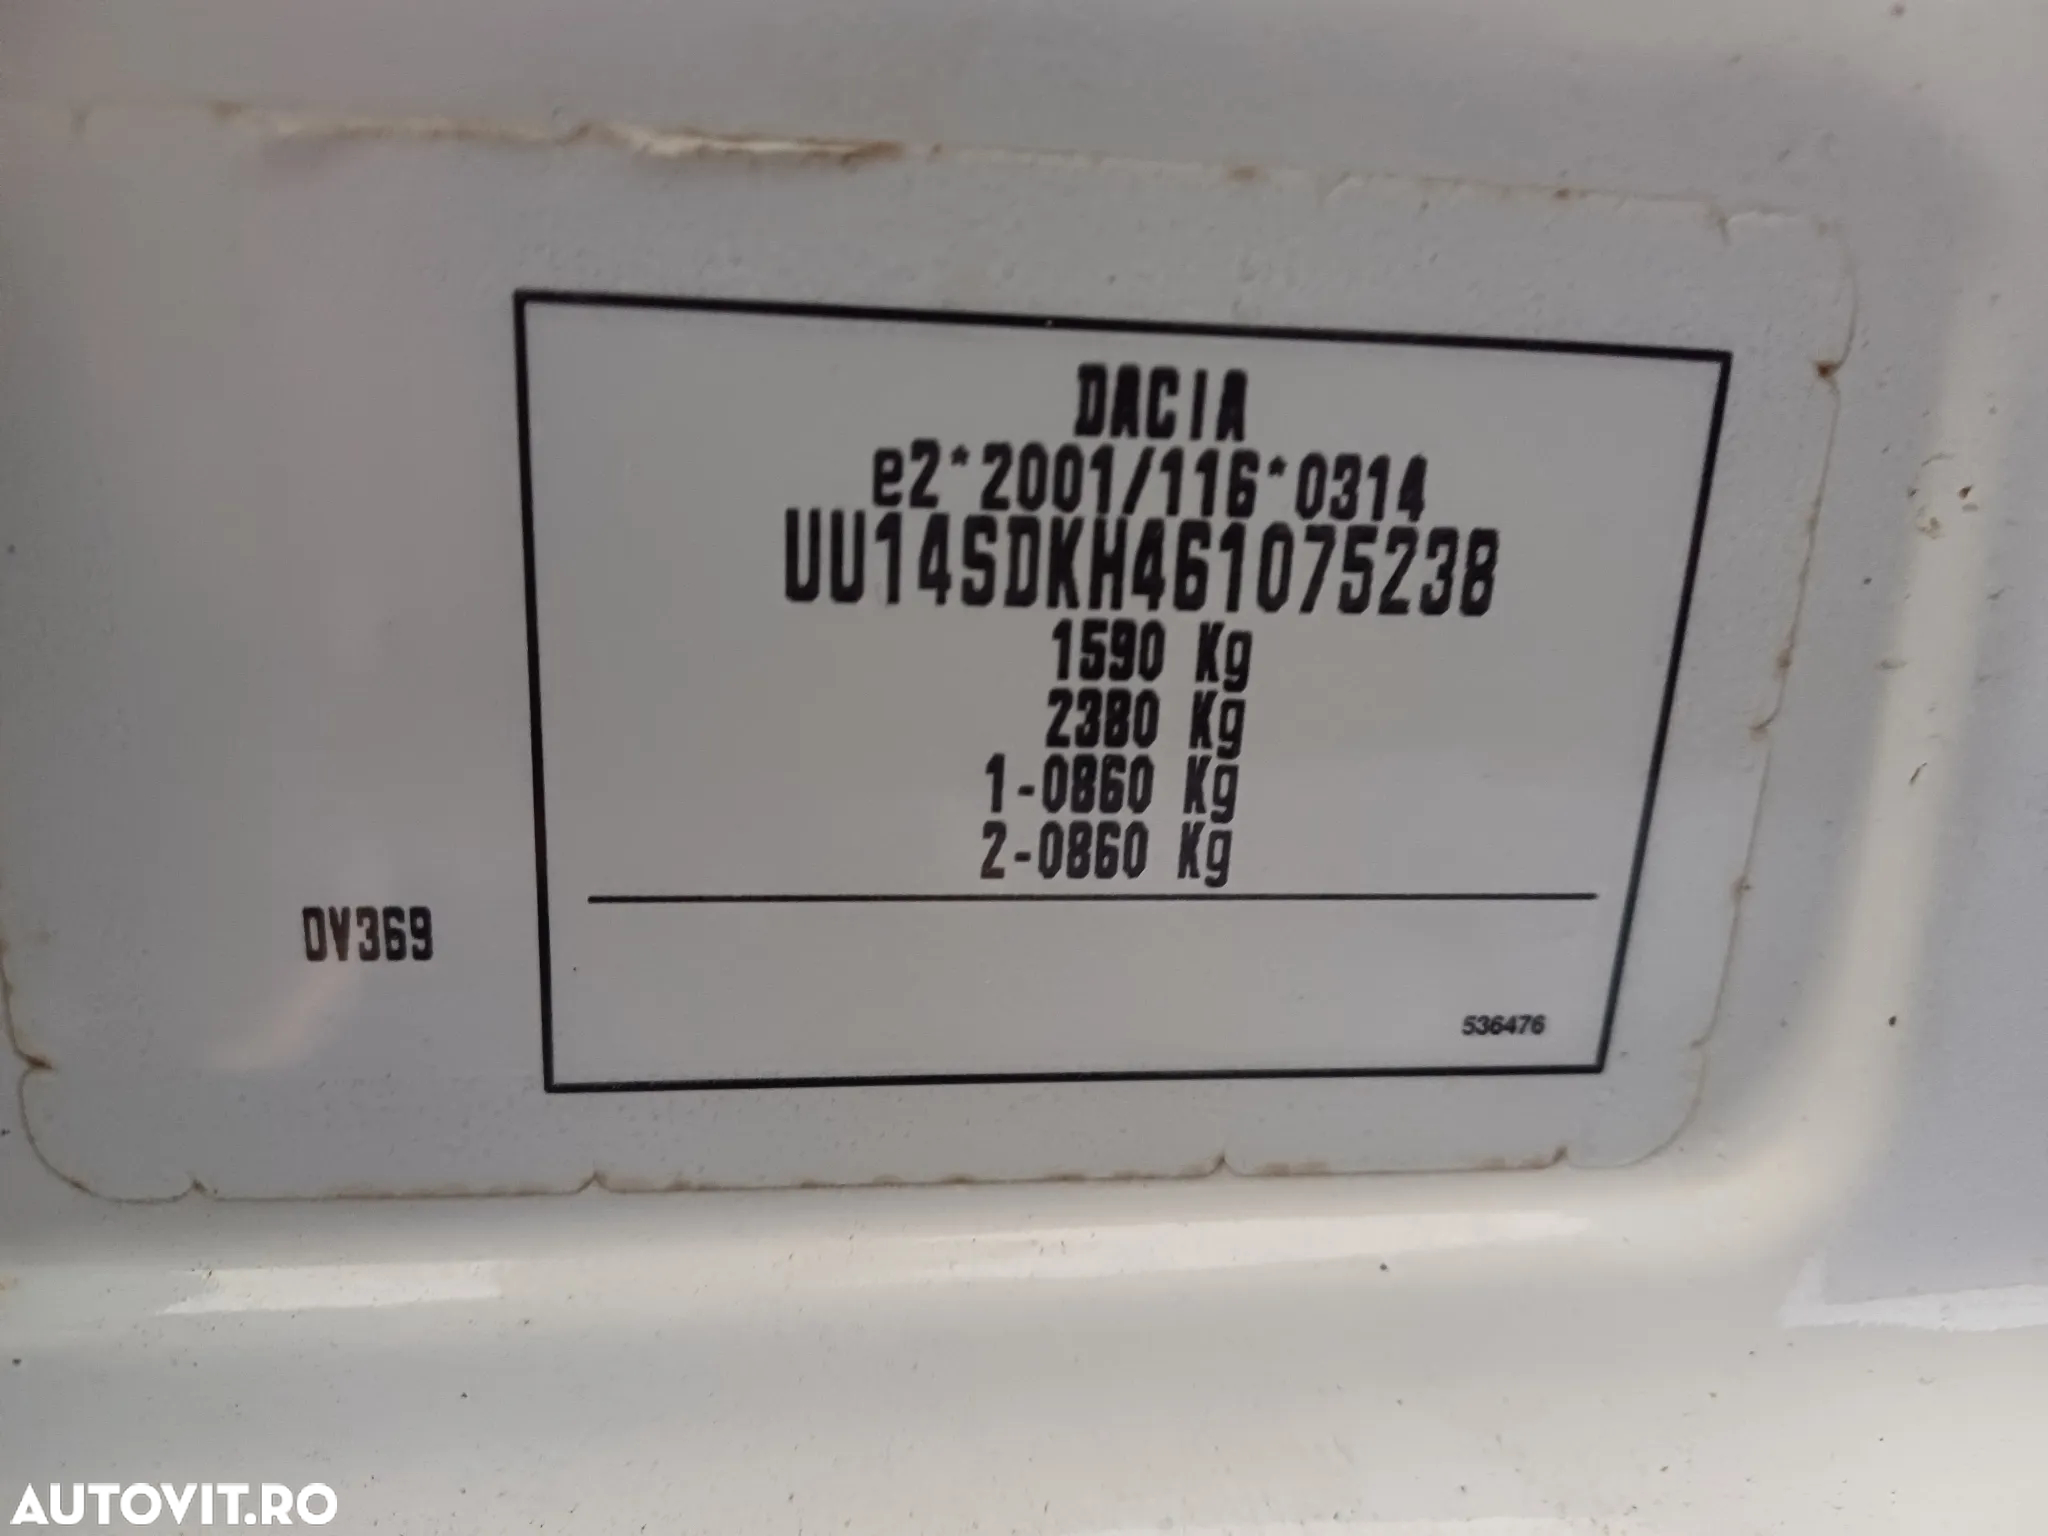 DACIA
e2*2001/116*0314
UU14SDKH461075238
1590 Kg
2380 Kg
1-0860 Kg
2-0860 Kg
DV369
536476
AUTOVIT.RO